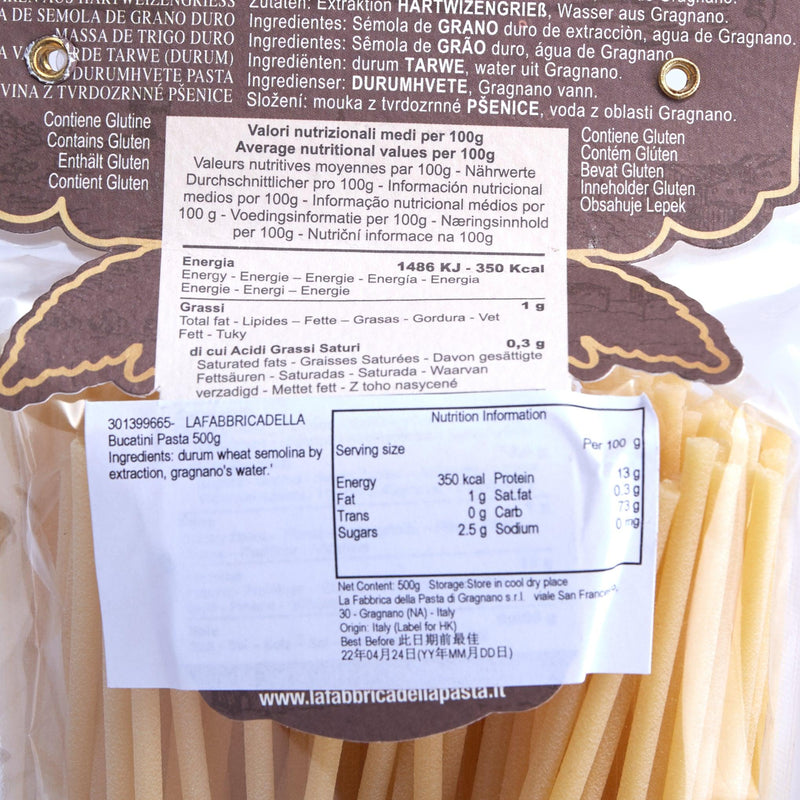 A DE SEMOLA DE GRANO DURO
MASSA DE TRIGO DURO
TARWE (DURUM)
DURUMHVETE PASTA
VINA Z TVRDOZRNNÉ PŠENICE
Zutaten: Extraktion HARTWIZENGRIEß, Wasser aus Gragnano.
Ingredientes: Sémola de GRANO duro de extracciòn, agua de Gragnano.
Ingredientes: Sêmola de GRÃO duro, água de Gragnano
Ingrediënten: durum TARWE, water uit Gragnano.
Ingredienser: DURUMHVETE, Gragnano vann.
Složení: mouka z tvrdozrnné PŠENICE, voda z oblasti Gragnano.
Contiene Glutine
Contains Gluten
Enthält Gluten
Contient Gluten
Contiene Gluten
Contém Glúten
Bevat Gluten
Inneholder Gluten
Obsahuje Lepek
Valori nutrizionali medi per 100g
Average nutritional values per 100g
Valeurs nutritives moyennes par 100g - Nährwerte
Durchschnittlicher pro 100g - Información nutricional
medios por 100g - Informação nutricional médios por
100 g - Voedingsinformatie per 100g - Næringsinnhold
per 100g - Nutriční informace na 100g
Energia 1486 KJ - 350 Kcal
Energy - Energie – Energie - Energía - Energia
Energie - Energi – Energie
Grassi 1 g
Total fat - Lipides – Fette – Grasas - Gordura - Vet
Fett - Tuky
di cui Acidi Grassi Saturi 0,3 g
Saturated fats - Graisses Saturées - Davon gesättigte
Fettsäuren - Saturadas - Saturada - Waarvan
verzadigd - Mettet fett - Z toho nasycené
301399665- LAFABBRICADELLA
Bucatini Pasta 500g
Ingredients: durum wheat semolina by
extraction, gragnano's water.'
Nutrition Information
Serving size Per 100 g
Energy 350 kcal Protein 13 g
Fat 1 g Sat.fat 0.3 g
Trans 0 g Carb 73 g
Sugars 2.5 g Sodium 0 mg
Net Content: 500g Storage:Store in cool dry place
La Fabbrica della Pasta di Gragnano s.r.l. viale San
30 - Gragnano (NA) - Italy
Origin: Italy (Label for HK)
Best Before 此日期前最佳
22年04月24日(YY年MM月DD日)
www.lafabbricadellapasta.it